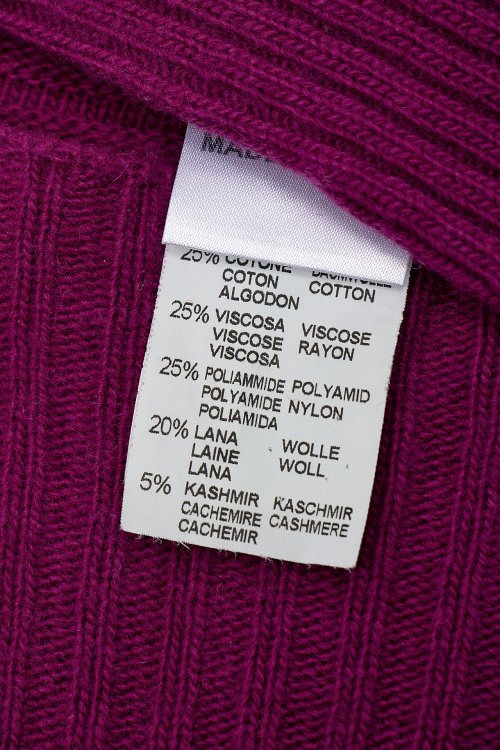 25% COTONE BAUMWOLLE
COTON COTTON
ALGODON
25% VISCOSA VISCOSE
VISCOSE RAYON
VISCOSA
25% POLIAMMIDE POLYAMID
POLYAMIDE NYLON
POLIAMIDA
20% LANA WOLLE
LAINE WOLL
LANA
5% KASHMIR KASCHMIR
CACHEMIRE CASHMERE
CACHEMIR